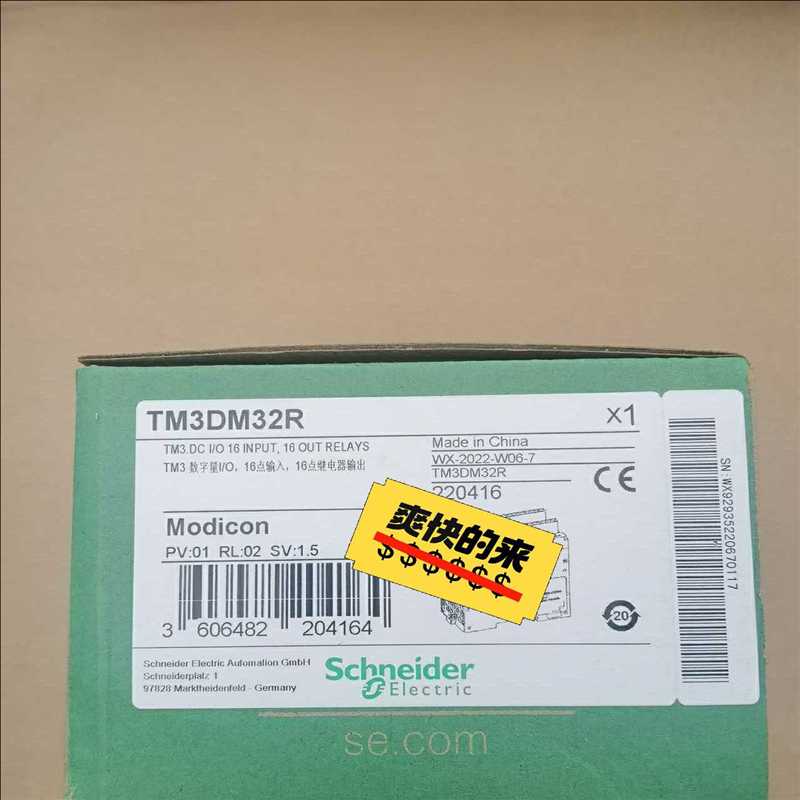 TM3DM32R
x1
TM3 DC I/O 16 INPUT, 16 OUT RELAYS
TM3 数字量I/O，16点输入，16点继电器输出
Made in China
WX-2022-W06-7
TM3DM32R
220416
CE
Modicon
PV:01 RL:02 SV:1.5
爽快的来
$$$$$$
3 606482 204164
20
Schneider Electric Automation GmbH
Schneiderplatz 1
97828 Marktheidenfeld - Germany
Schneider
Electric
SN:WX929352220670117
se.com